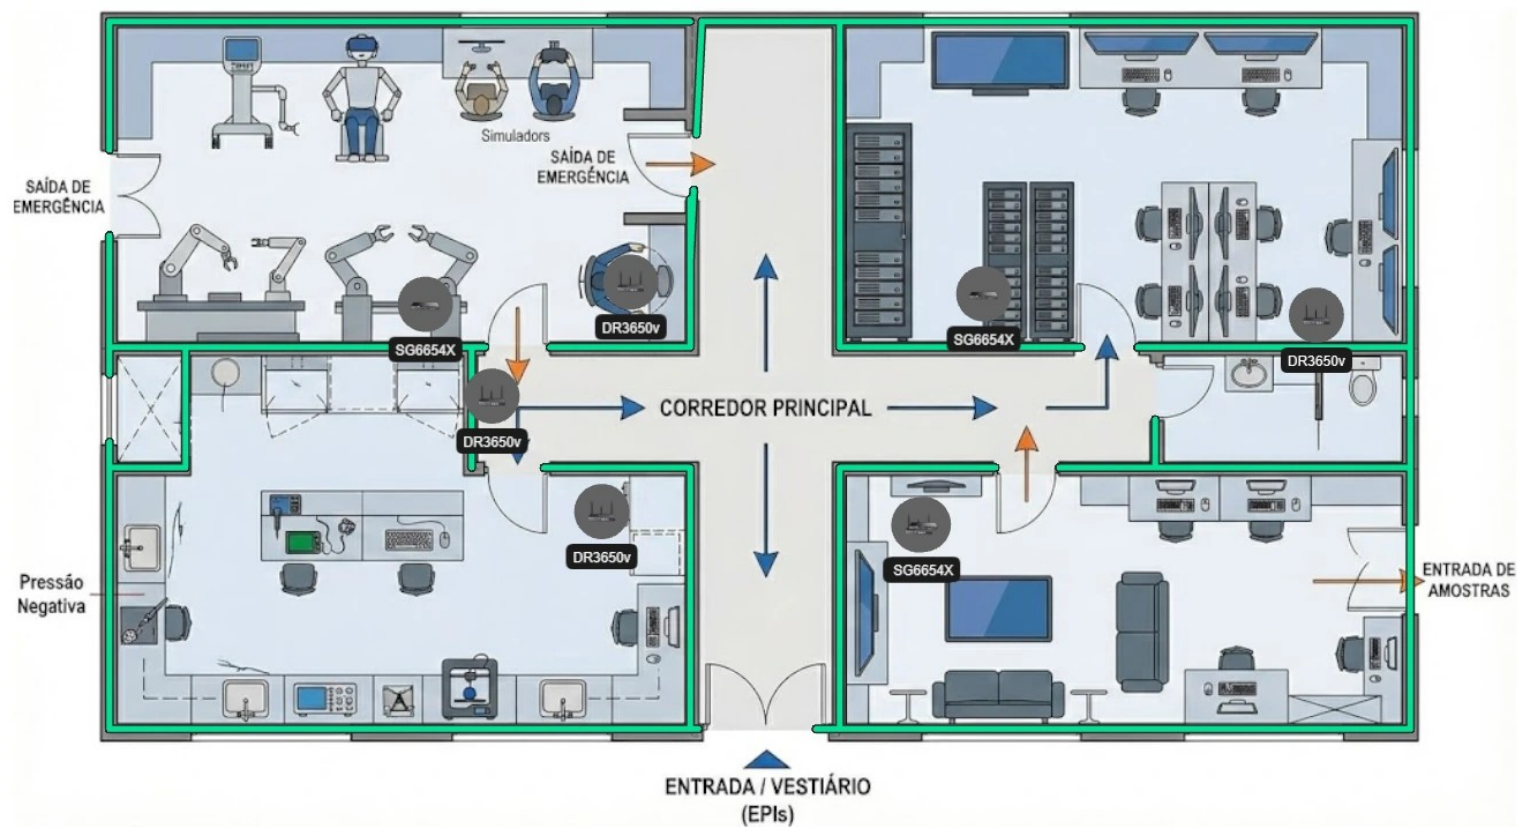 Simuladors
SAÍDA DE
EMERGÊNCIA
SAÍDA DE
EMERGÊNCIA
DR3650v
SG6654X
SG6654X
DR3650v
DR3650v
CORREDOR PRINCIPAL
DR3650v
SG6654X
Pressão
Negativa
ENTRADA DE
AMOSTRAS
ENTRADA / VESTIÁRIO
(EPIs)